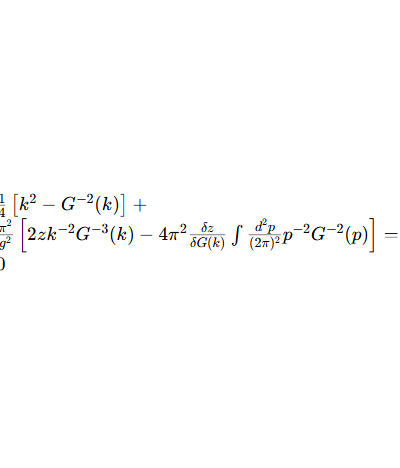 1/4 [k² − G⁻²(k)] +
π²/g² [2zk⁻²G⁻³(k) − 4π² δz/δG(k) ∫ d²p/(2π)² p⁻²G⁻²(p)] =
0